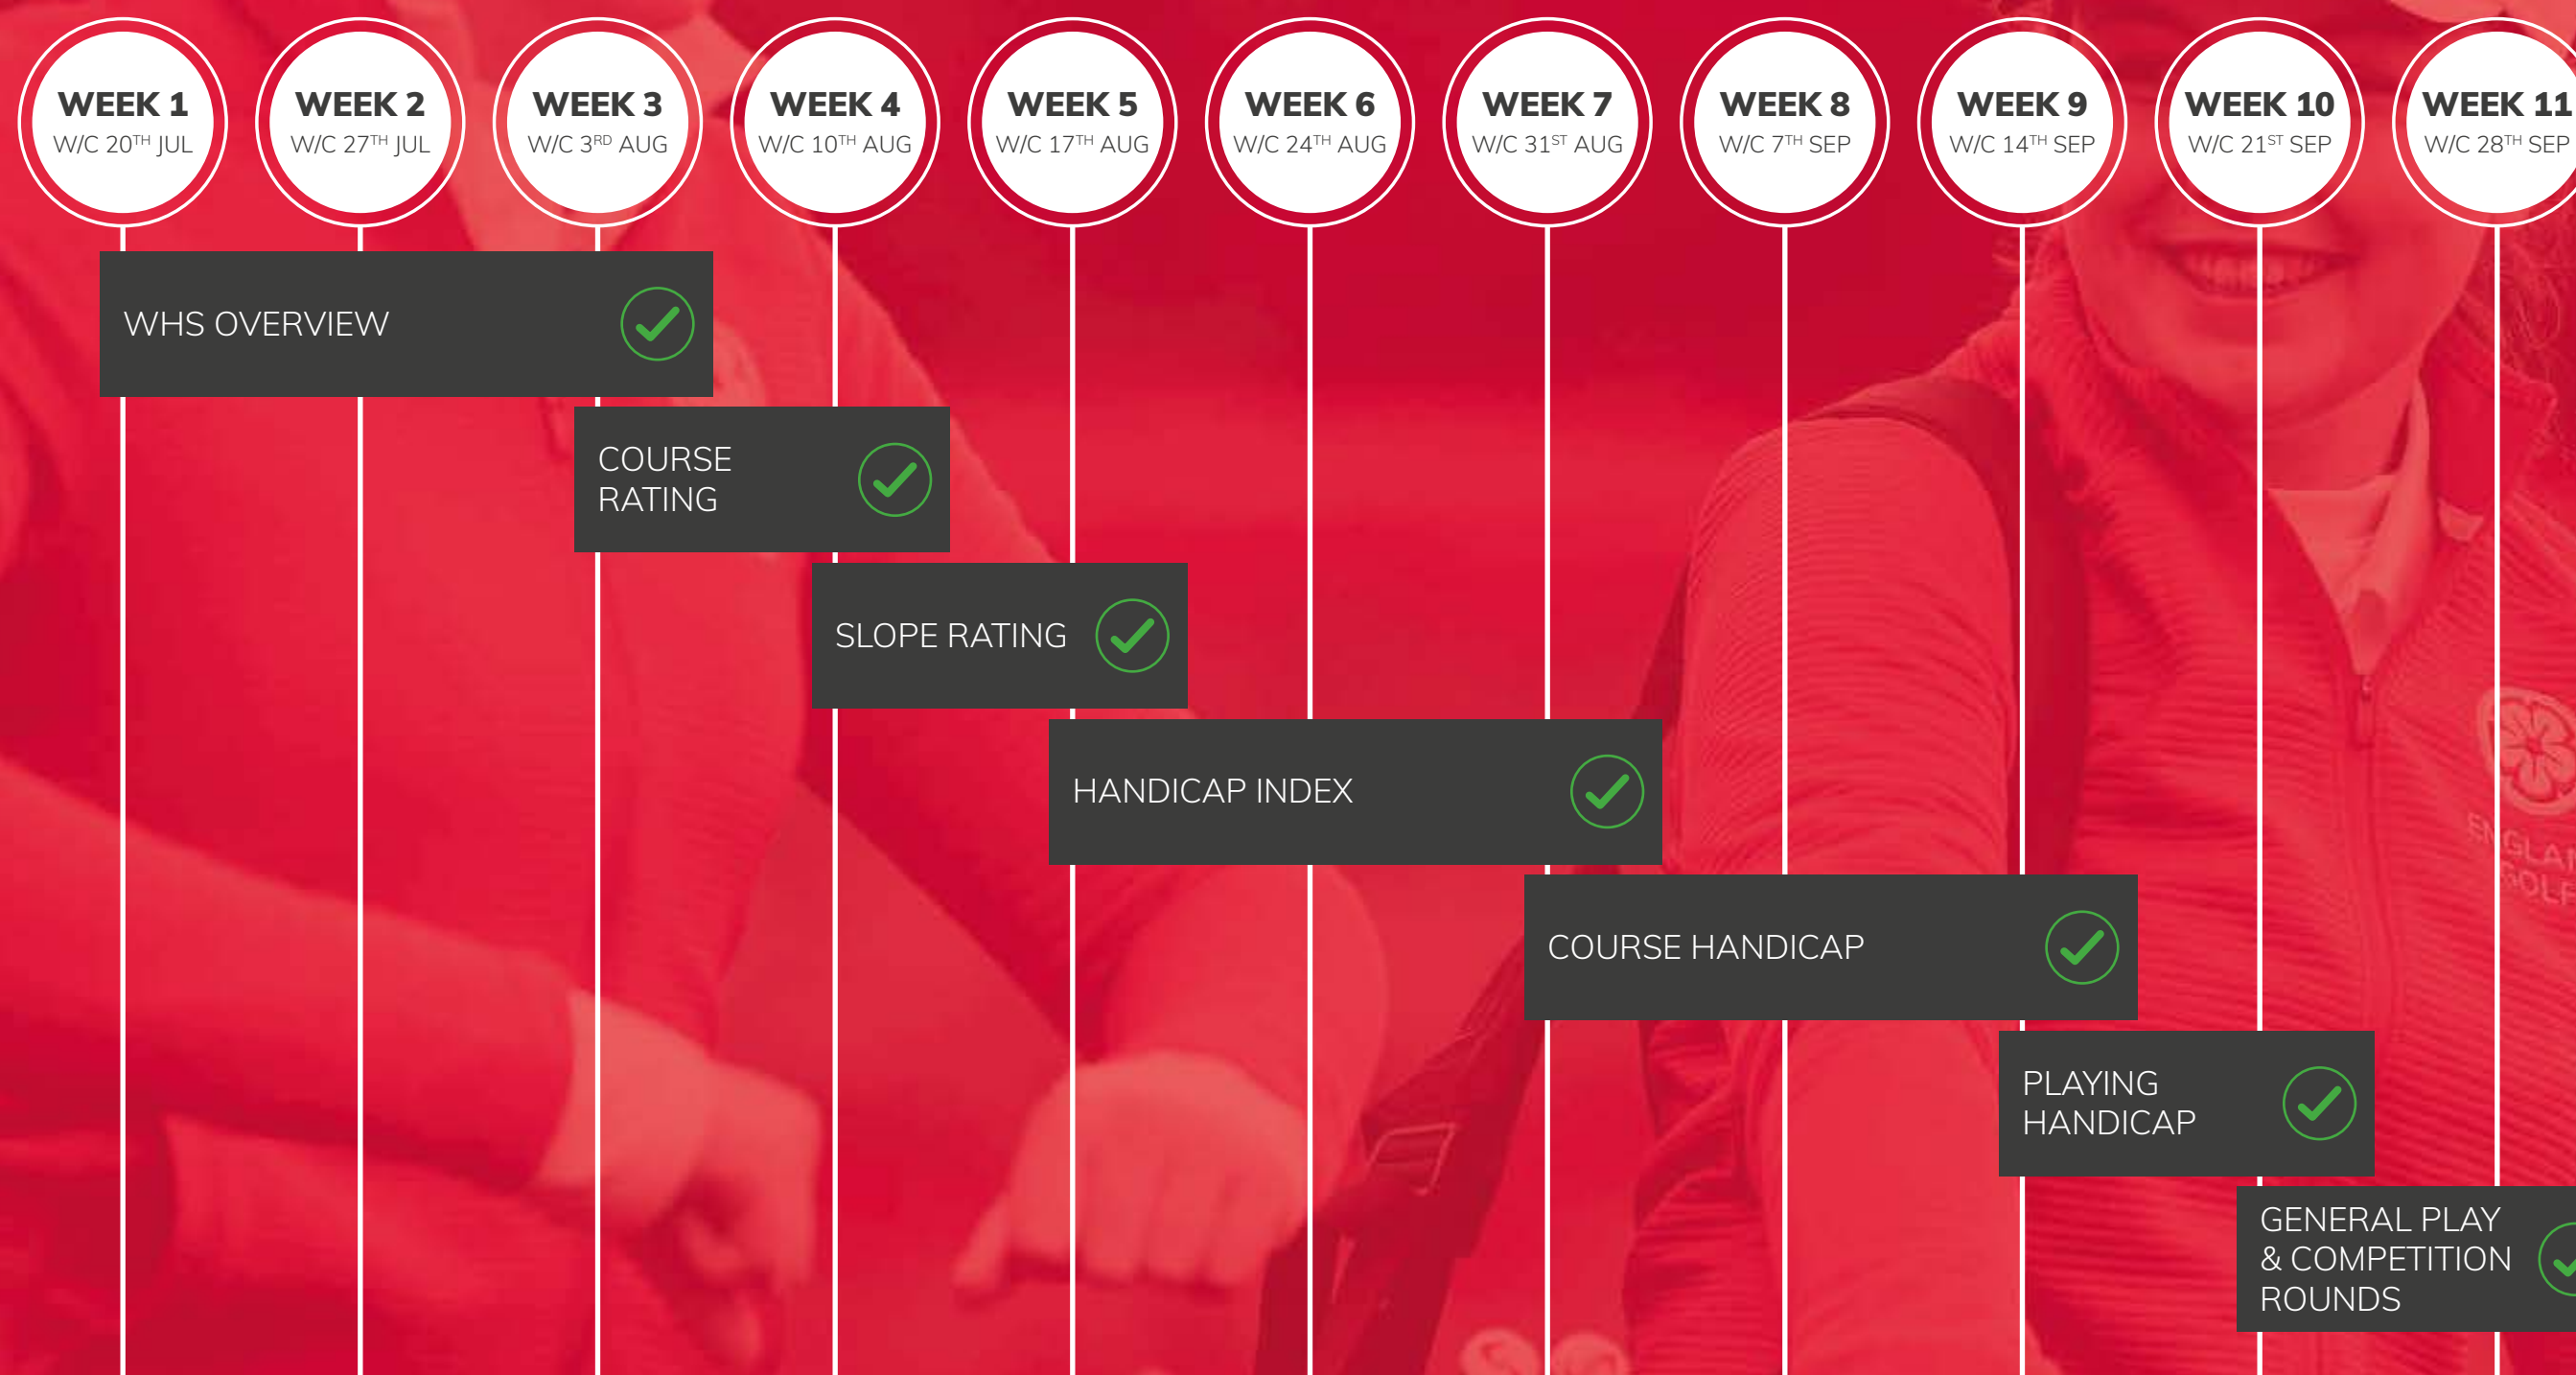 WEEK 1
W/C 20TH JUL
WEEK 2
W/C 27TH JUL
WEEK 3
W/C 3RD AUG
WEEK 4
W/C 10TH AUG
WEEK 5
W/C 17TH AUG
WEEK 6
W/C 24TH AUG
WEEK 7
W/C 31ST AUG
WEEK 8
W/C 7TH SEP
WEEK 9
W/C 14TH SEP
WEEK 10
W/C 21ST SEP
WEEK 11
W/C 28TH SEP
WHS OVERVIEW
COURSE
RATING
SLOPE RATING
HANDICAP INDEX
COURSE HANDICAP
PLAYING
HANDICAP
GENERAL PLAY
& COMPETITION
ROUNDS